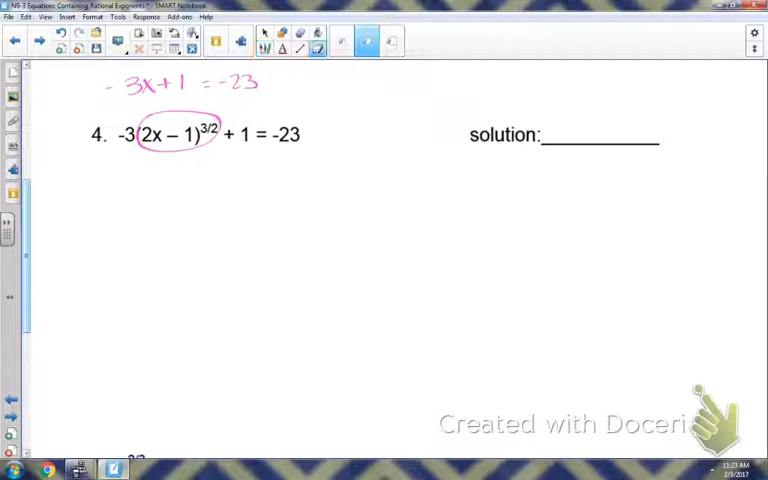 N9-3 Equations Containing Rational Exponents * - SMART Notebook
File Edit View Insert Format Tools Response Add-ons Help
- 3x+1 = -23
4. -3(2x – 1)^3/2 + 1 = -23 solution:____________
Created with Doceri
11:23 AM
2/3/2017